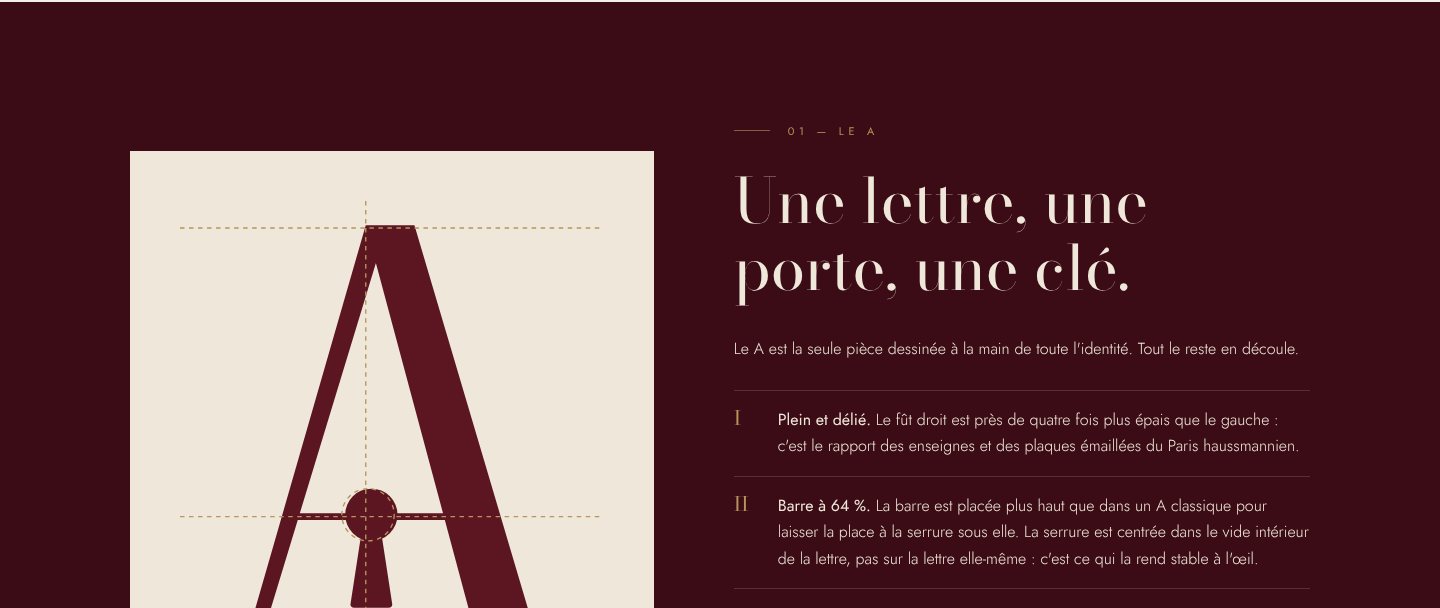 01 — LE A
Une lettre, une
porte, une clé.
Le A est la seule pièce dessinée à la main de toute l'identité. Tout le reste en découle.
I
Plein et délié. Le fût droit est près de quatre fois plus épais que le gauche :
c'est le rapport des enseignes et des plaques émaillées du Paris haussmannien.
II
Barre à 64 %. La barre est placée plus haut que dans un A classique pour
laisser la place à la serrure sous elle. La serrure est centrée dans le vide intérieur
de la lettre, pas sur la lettre elle-même : c'est ce qui la rend stable à l'œil.